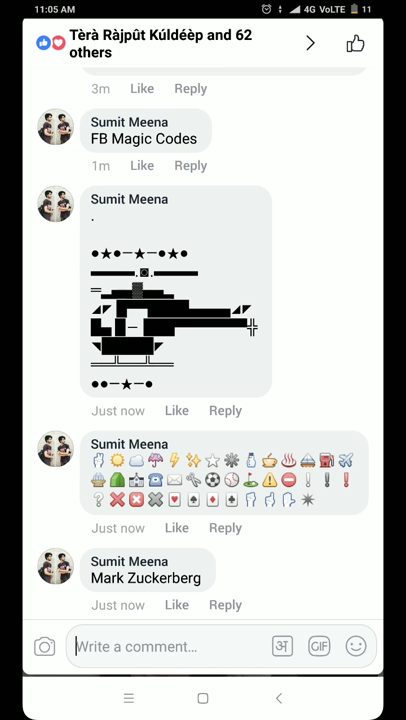 11:05 AM 4G VoLTE 11
Tèrà Ràjpût Kúldéèp and 62
others
3m Like Reply
Sumit Meena
FB Magic Codes
1m Like Reply
Sumit Meena
.
Just now Like Reply
Sumit Meena
Just now Like Reply
Sumit Meena
Mark Zuckerberg
Just now Like Reply
Write a comment... अ GIF